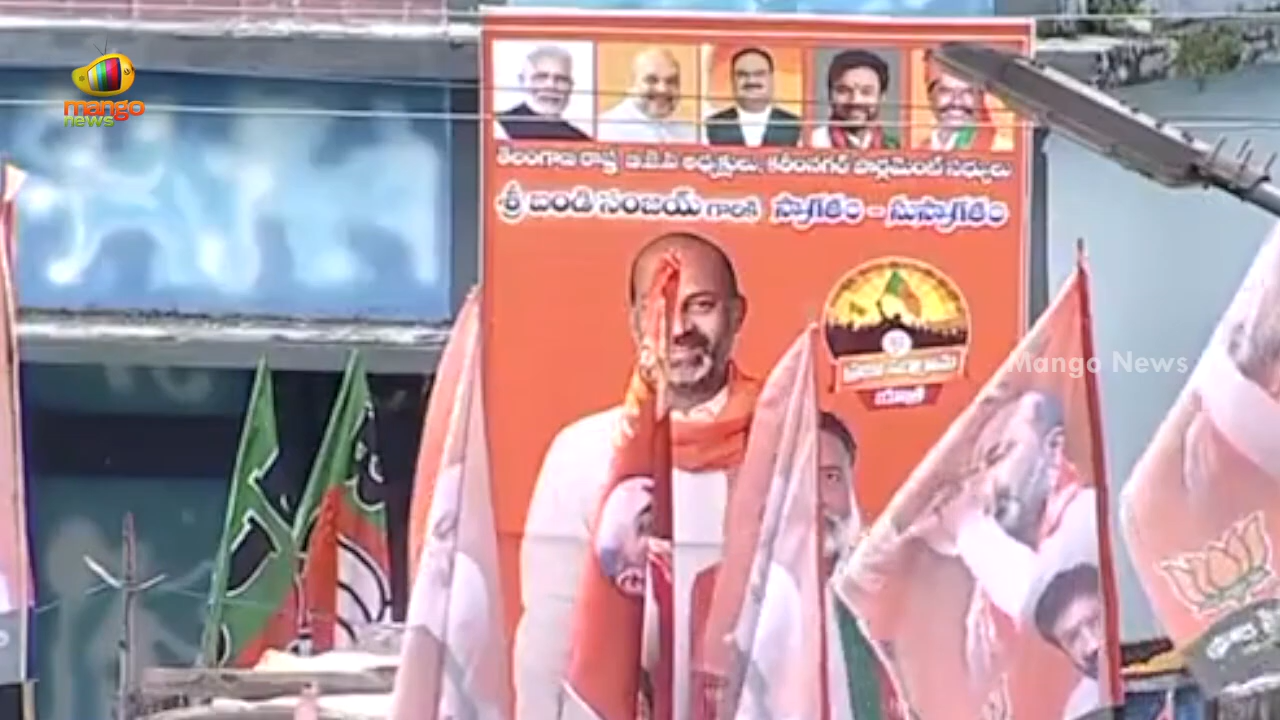 mango
news
తెలంగాణ రాష్ట్ర బి.జె.పి అధ్యక్షులు, కరీంనగర్ పార్లమెంట్ సభ్యులు
శ్రీ బండి సంజయ్ గారికి స్వాగతం - సుస్వాగతం
Mango News
యాత్ర